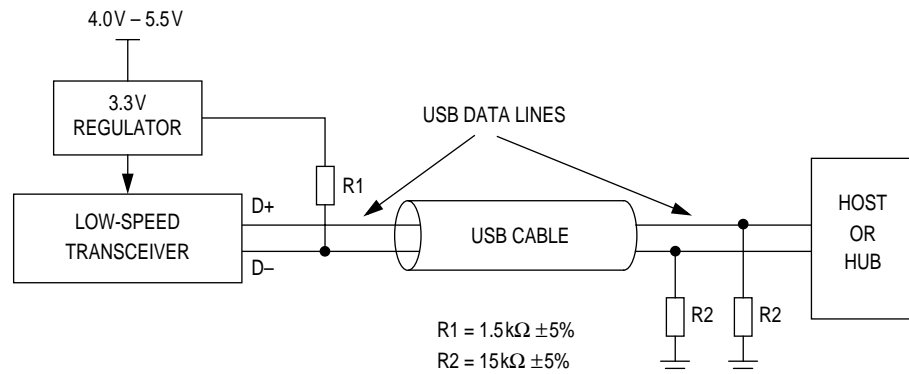 4.0V – 5.5V
3.3V
REGULATOR
USB DATA LINES
R1
D+
LOW-SPEED
TRANSCEIVER
D–
USB CABLE
HOST
OR
HUB
R2
R2
R1 = 1.5kΩ ±5%
R2 = 15kΩ ±5%